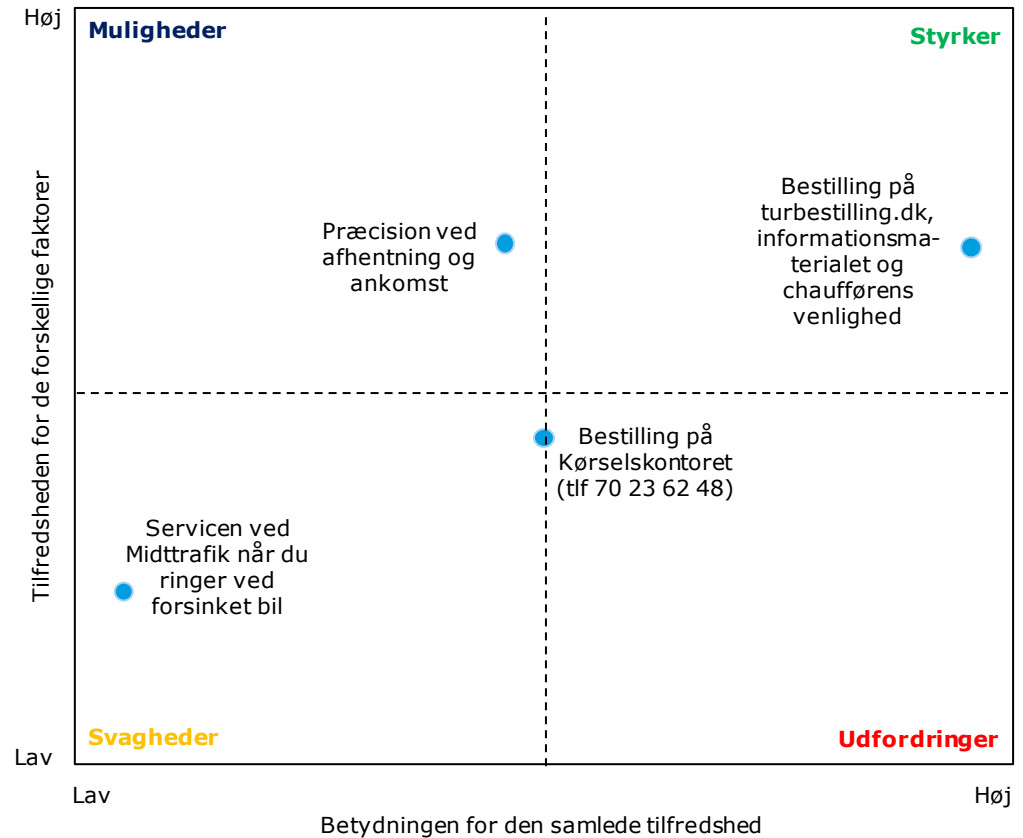 Høj
Muligheder
Styrker
Tilfredsheden for de forskellige faktorer
Præcision ved
afhentning og
ankomst
Bestilling på
turbestilling.dk,
informationsma-
terialet og
chaufførens
venlighed
Bestilling på
Kørselskontoret
(tlf 70 23 62 48)
Servicen ved
Midttrafik når du
ringer ved
forsinket bil
Svagheder
Udfordringer
Lav
Lav
Høj
Betydningen for den samlede tilfredshed